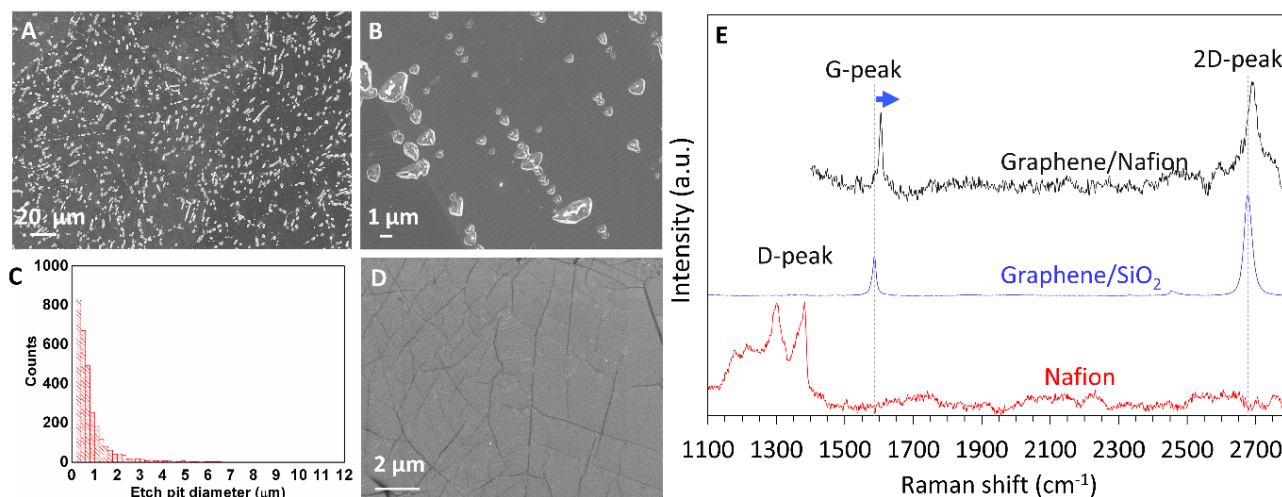 A
20 μm
B
1 μm
C
1000
800
600
400
200
0
Counts
0 1 2 3 4 5 6 7 8 9 10 11 12
Etch pit diameter (μm)
D
2 μm
E
G-peak
2D-peak
Graphene/Nafion
D-peak
Graphene/SiO₂
Nafion
Intensity (a.u.)
1100 1300 1500 1700 1900 2100 2300 2500 2700
Raman shift (cm⁻¹)